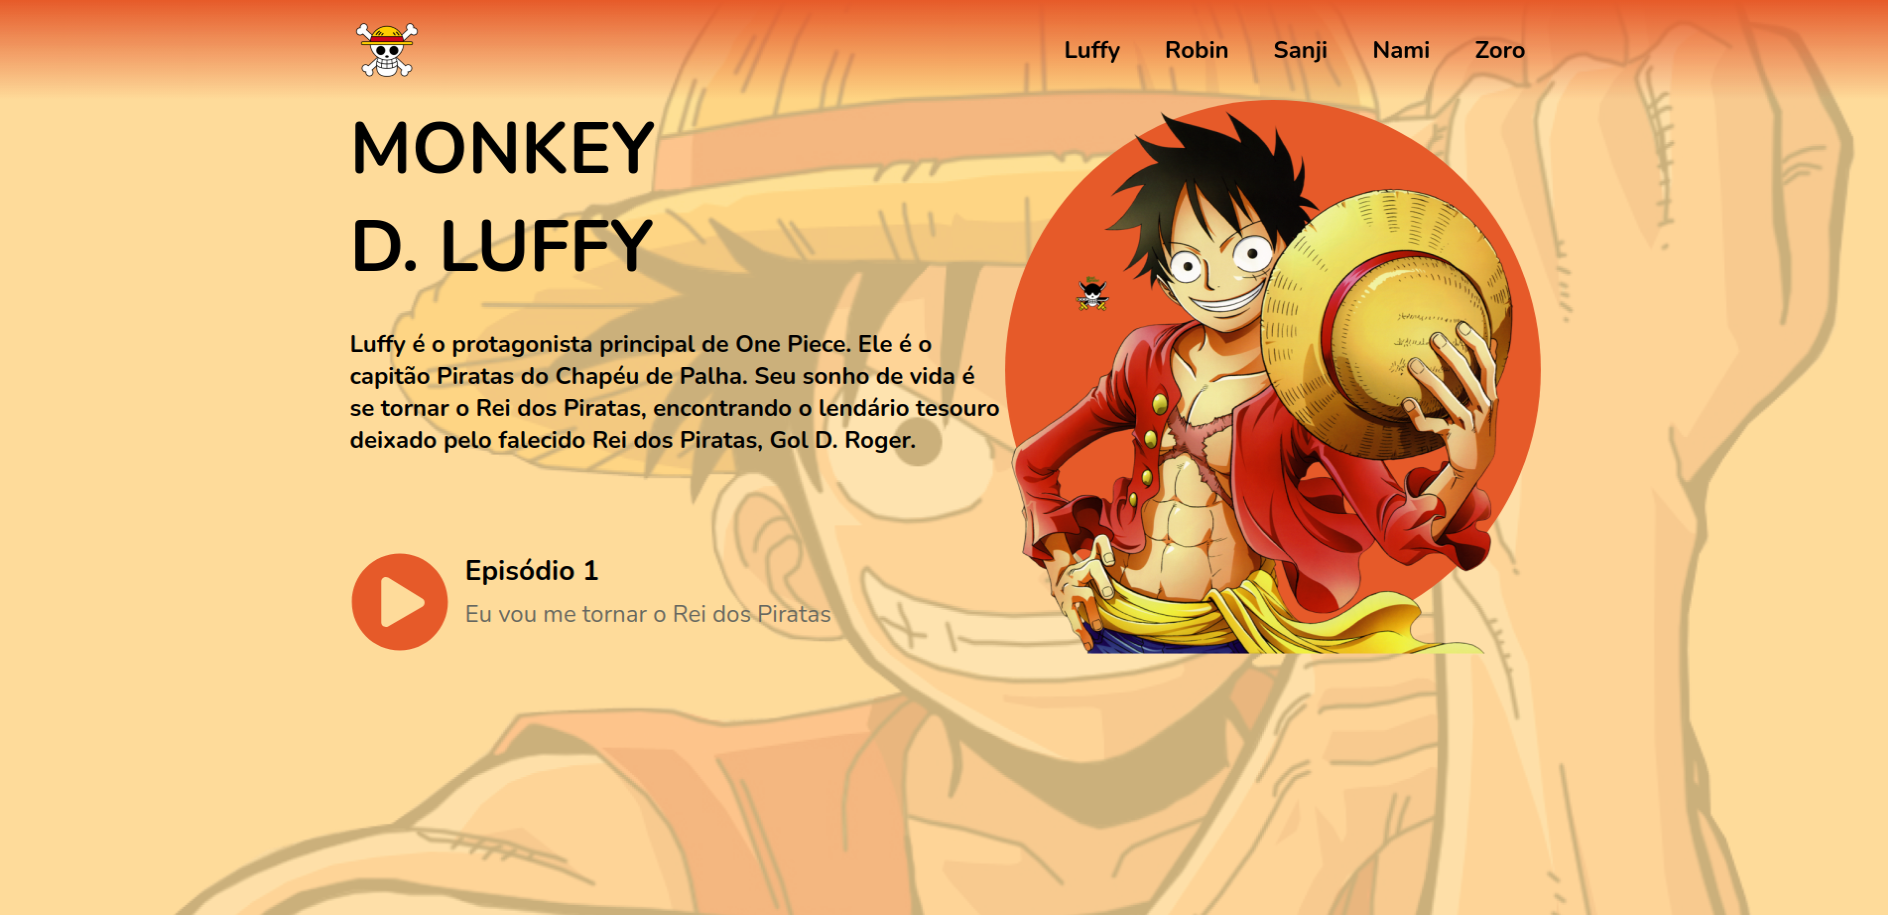 Luffy Robin Sanji Nami Zoro
MONKEY
D. LUFFY
Luffy é o protagonista principal de One Piece. Ele é o
capitão Piratas do Chapéu de Palha. Seu sonho de vida é
se tornar o Rei dos Piratas, encontrando o lendário tesouro
deixado pelo falecido Rei dos Piratas, Gol D. Roger.
Episódio 1
Eu vou me tornar o Rei dos Piratas